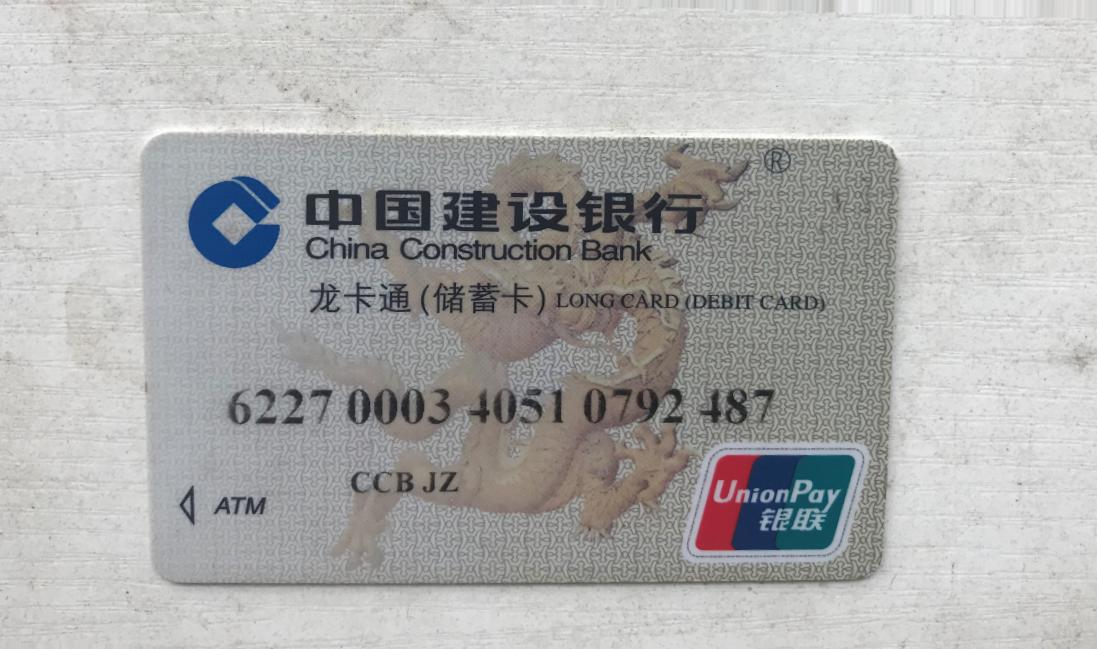 ®
中国建设银行
China Construction Bank
龙卡通(储蓄卡) LONG CARD (DEBIT CARD)
6227 0003 4051 0792 487
CCB JZ
ATM
UnionPay
银联